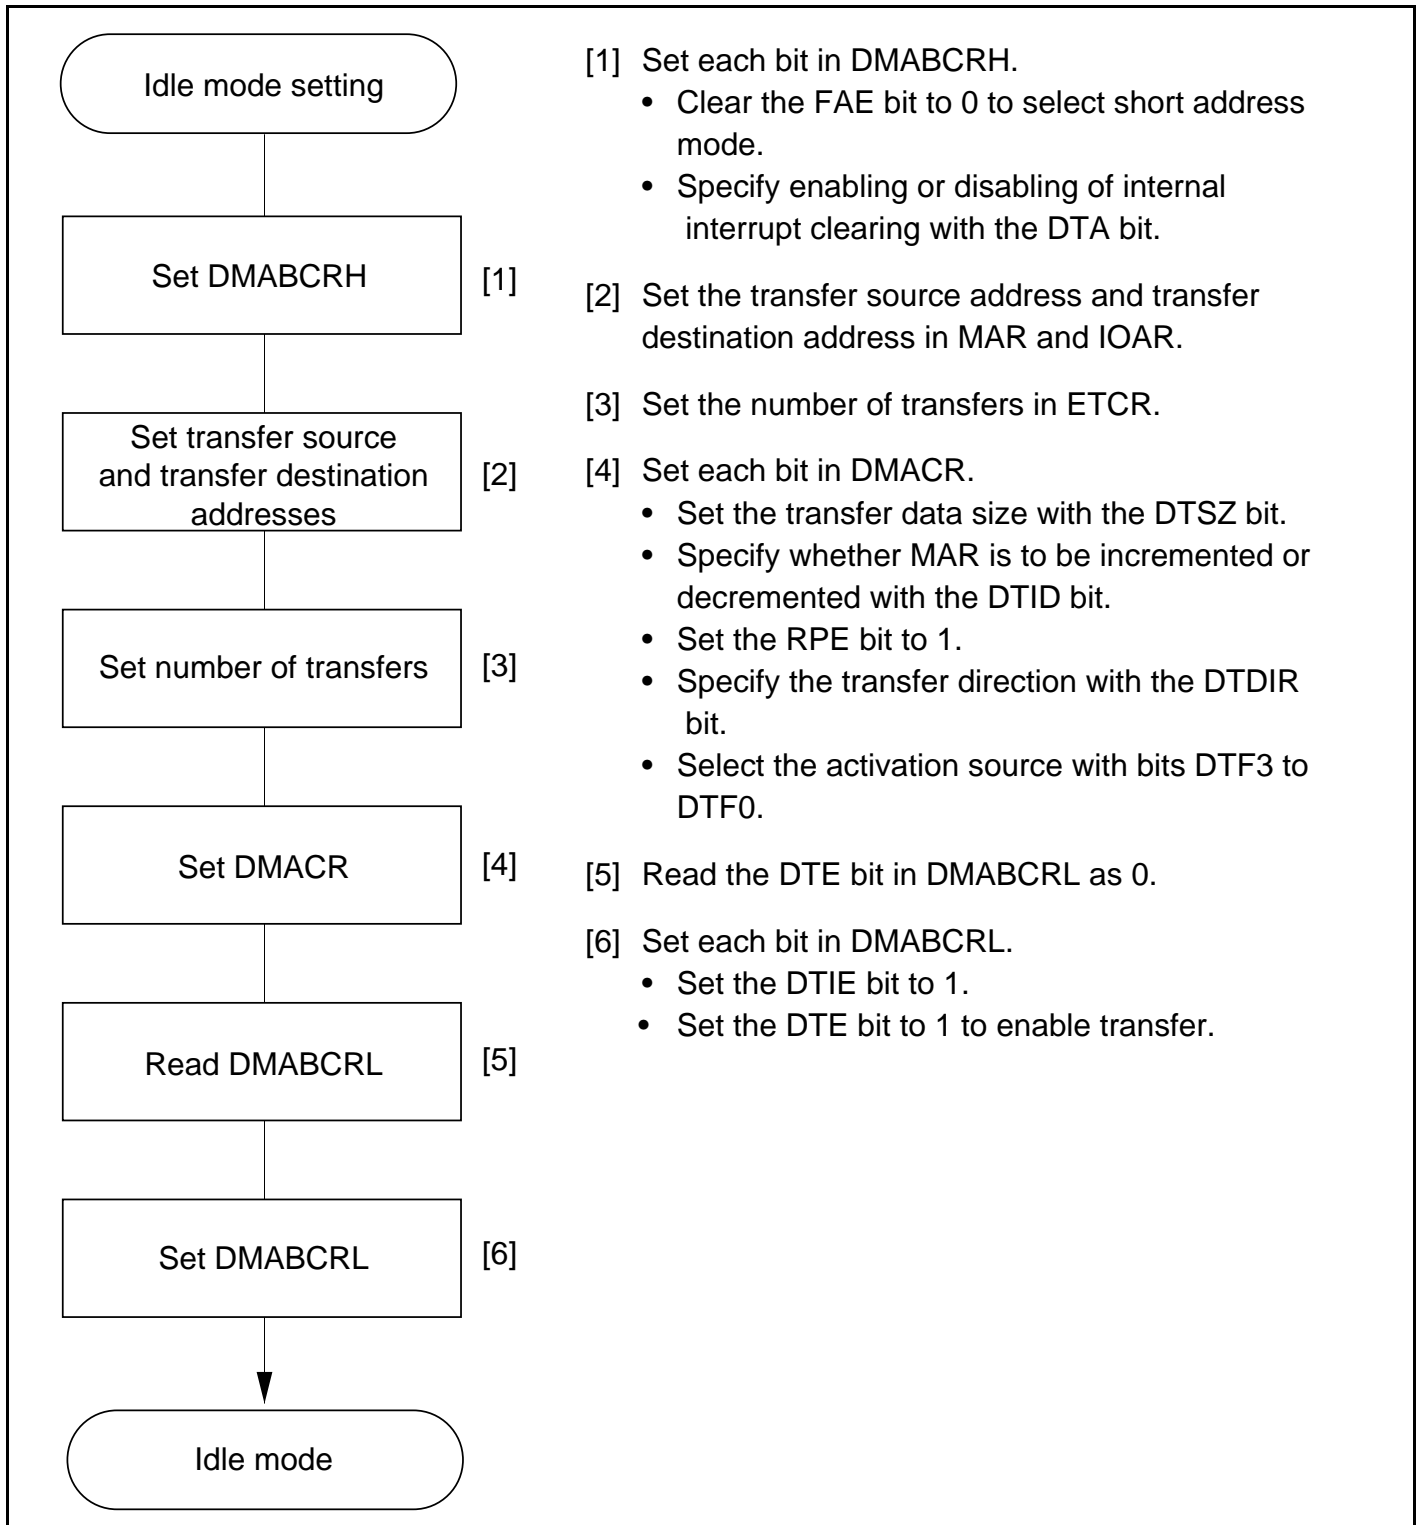 Idle mode setting
Set DMABCRH
[1]
Set transfer source
and transfer destination
addresses
[2]
Set number of transfers
[3]
Set DMACR
[4]
Read DMABCRL
[5]
Set DMABCRL
[6]
Idle mode
[1] Set each bit in DMABCRH.
• Clear the FAE bit to 0 to select short address
mode.
• Specify enabling or disabling of internal
interrupt clearing with the DTA bit.
[2] Set the transfer source address and transfer
destination address in MAR and IOAR.
[3] Set the number of transfers in ETCR.
[4] Set each bit in DMACR.
• Set the transfer data size with the DTSZ bit.
• Specify whether MAR is to be incremented or
decremented with the DTID bit.
• Set the RPE bit to 1.
• Specify the transfer direction with the DTDIR
bit.
• Select the activation source with bits DTF3 to
DTF0.
[5] Read the DTE bit in DMABCRL as 0.
[6] Set each bit in DMABCRL.
• Set the DTIE bit to 1.
• Set the DTE bit to 1 to enable transfer.